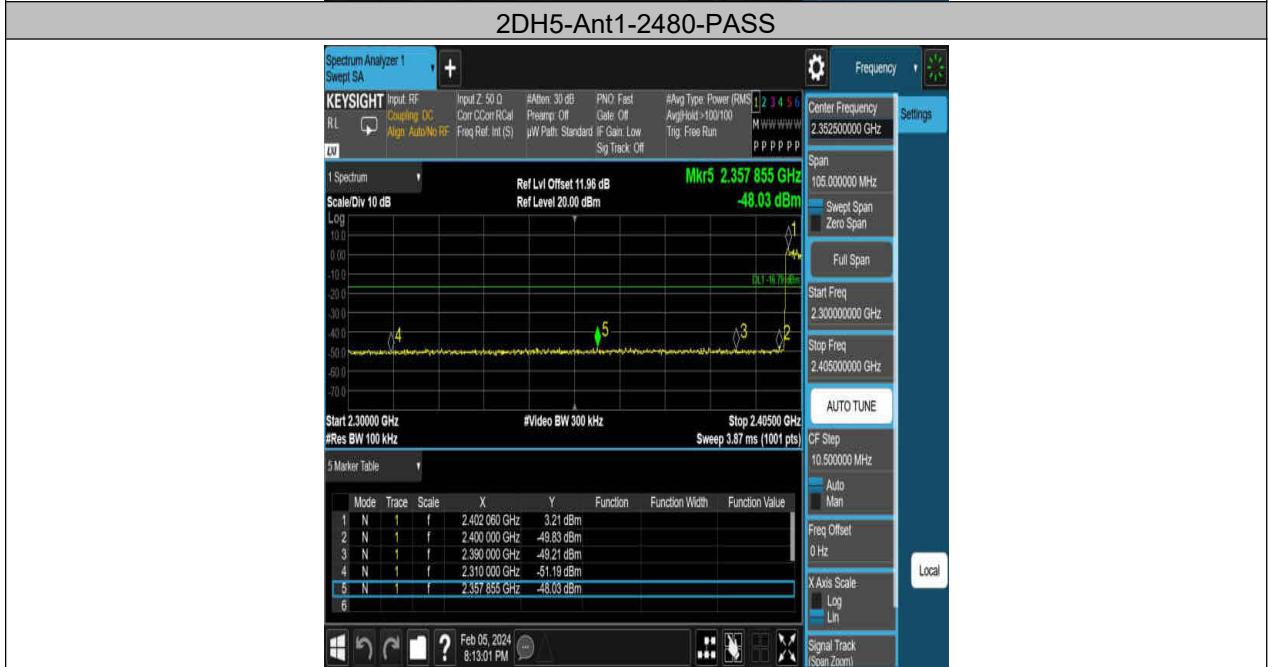 2DH5-Ant1-2480-PASS
Spectrum Analyzer 1
Swept SA
Frequency
KEYSIGHT
RL
LXI
Input: RF
Coupling: DC
Align: Auto/No RF
Input Z: 50 Ω
Corr CCorr RCal
Freq Ref: Int (S)
#Atten: 30 dB
Preamp: Off
µW Path: Standard
PNO: Fast
Gate: Off
IF Gain: Low
Sig Track: Off
#Avg Type: Power (RMS
Avg|Hold:>100/100
Trig: Free Run
1 2 3 4 5 6
M W W W W W
P P P P P P
Center Frequency
2.352500000 GHz
Settings
1 Spectrum
Scale/Div 10 dB
Ref Lvl Offset 11.96 dB
Ref Level 20.00 dBm
Mkr5 2.357 855 GHz
-48.03 dBm
Span
105.000000 MHz
Swept Span
Zero Span
Full Span
Start Freq
2.300000000 GHz
Stop Freq
2.405000000 GHz
AUTO TUNE
CF Step
10.500000 MHz
Auto
Man
Freq Offset
0 Hz
X Axis Scale
Log
Lin
Signal Track
(Span Zoom)
Local
Log
10.0
0.00
-10.0
-20.0
-30.0
-40.0
-50.0
-60.0
-70.0
1
DL1 -16.79 dBm
4
5
3
2
Start 2.30000 GHz
#Video BW 300 kHz
Stop 2.40500 GHz
#Res BW 100 kHz
Sweep 3.87 ms (1001 pts)
5 Marker Table
Mode Trace Scale X Y Function Function Width Function Value
1 N 1 f 2.402 060 GHz 3.21 dBm
2 N 1 f 2.400 000 GHz -49.83 dBm
3 N 1 f 2.390 000 GHz -49.21 dBm
4 N 1 f 2.310 000 GHz -51.19 dBm
5 N 1 f 2.357 855 GHz -48.03 dBm
6
?
Feb 05, 2024
8:13:01 PM